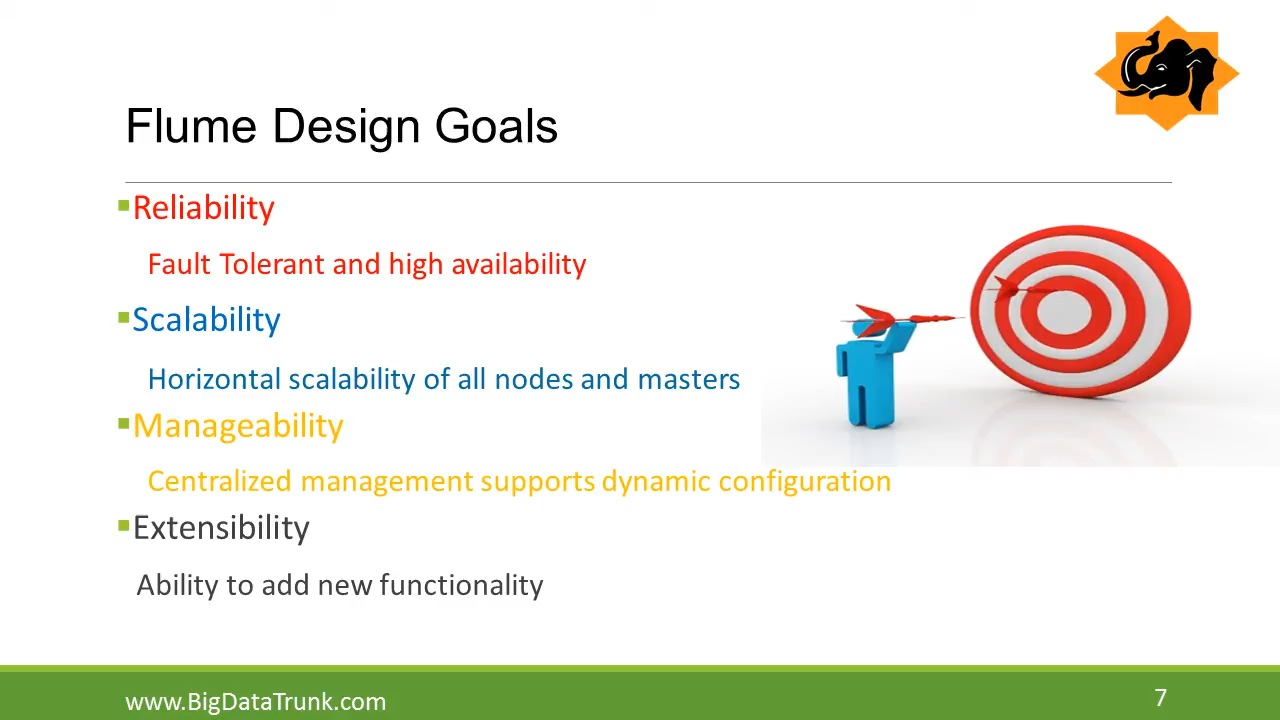 Flume Design Goals
Reliability
Fault Tolerant and high availability
Scalability
Horizontal scalability of all nodes and masters
Manageability
Centralized management supports dynamic configuration
Extensibility
Ability to add new functionality
www.BigDataTrunk.com
7